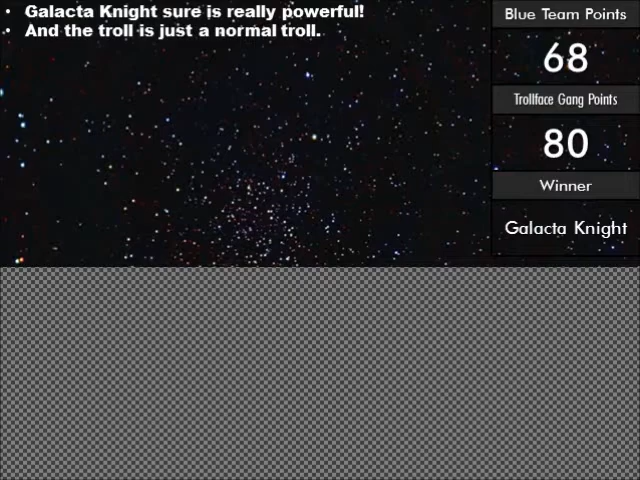 • Galacta Knight sure is really powerful!
• And the troll is just a normal troll.
Blue Team Points
68
Trollface Gang Points
80
Winner
Galacta Knight